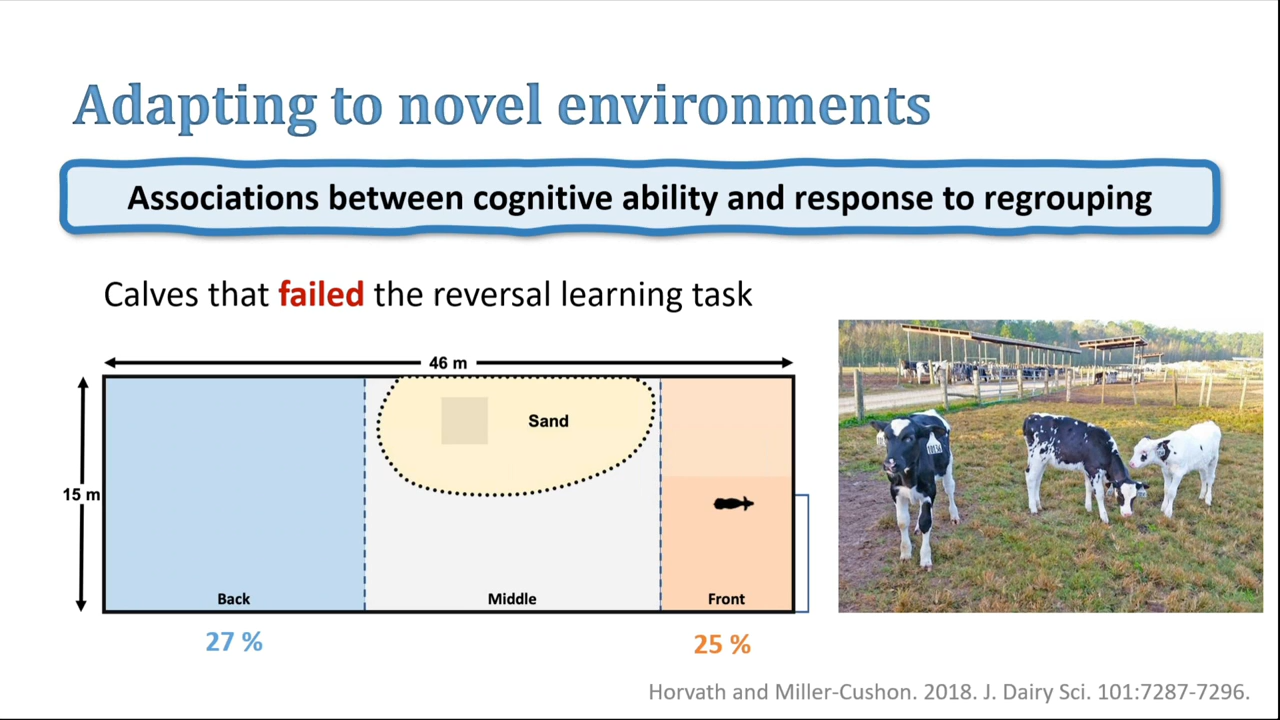 Adapting to novel environments
Associations between cognitive ability and response to regrouping
Calves that failed the reversal learning task
46 m
15 m
Sand
Back
Middle
Front
27 %
25 %
Horvath and Miller-Cushon. 2018. J. Dairy Sci. 101:7287-7296.